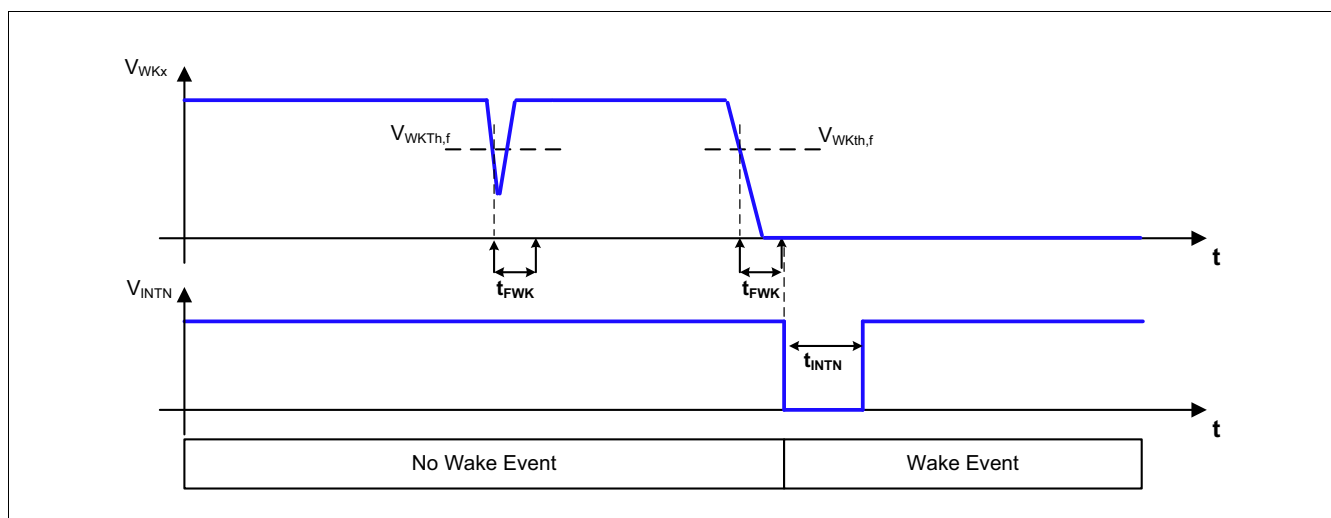 VWKx
VWKTh,f
VWKth,f
t
tFWK
tFWK
VINTN
tINTN
t
No Wake Event
Wake Event